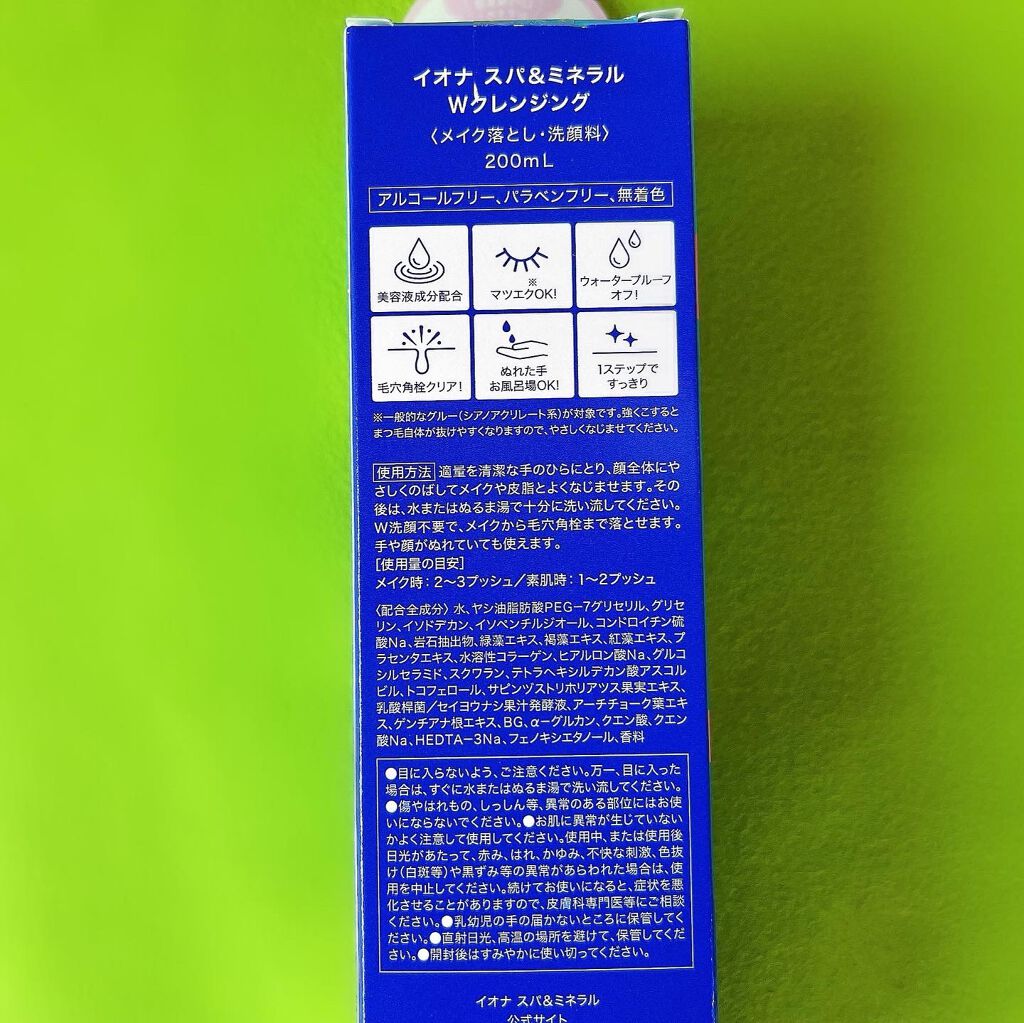 イオナ スパ&ミネラル
Wクレンジング
〈メイク落とし・洗顔料〉
200mL
アルコールフリー、パラベンフリー、無着色
美容液成分配合
※
マツエクOK!
ウォータープルーフ
オフ!
毛穴角栓クリア!
ぬれた手
お風呂場OK!
1ステップで
すっきり
※一般的なグルー(シアノアクリレート系)が対象です。強くこすると
まつ毛自体が抜けやすくなりますので、やさしくなじませてください。
使用方法 適量を清潔な手のひらにとり、顔全体にや
さしくのばしてメイクや皮脂とよくなじませます。その
後は、水またはぬるま湯で十分に洗い流してください。
W洗顔不要で、メイクから毛穴角栓まで落とせます。
手や顔がぬれていても使えます。
[使用量の目安]
メイク時:2〜3プッシュ/素肌時:1〜2プッシュ
〈配合全成分〉水、ヤシ油脂肪酸PEG-7グリセリル、グリセ
リン、イソドデカン、イソペンチルジオール、コンドロイチン硫
酸Na、岩石抽出物、緑藻エキス、褐藻エキス、紅藻エキス、プ
ラセンタエキス、水溶性コラーゲン、ヒアルロン酸Na、グルコ
シルセラミド、スクワラン、テトラヘキシルデカン酸アスコル
ビル、トコフェロール、サピンヅストリホリアツス果実エキス、
乳酸桿菌/セイヨウナシ果汁発酵液、アーチチョーク葉エキ
ス、ゲンチアナ根エキス、BG、α-グルカン、クエン酸、クエン
酸Na、HEDTA-3Na、フェノキシエタノール、香料
●目に入らないよう、ご注意ください。万一、目に入った
場合は、すぐに水またはぬるま湯で洗い流してください。
●傷やはれもの、しっしん等、異常のある部位にはお使
いにならないでください。●お肌に異常が生じていない
かよく注意して使用してください。使用中、または使用後
日光があたって、赤み、はれ、かゆみ、不快な刺激、色抜
け(白斑等)や黒ずみ等の異常があらわれた場合は、使
用を中止してください。続けてお使いになると、症状を悪
化させることがありますので、皮膚科専門医等にご相談
ください。●乳幼児の手の届かないところに保管してく
ださい。●直射日光、高温の場所を避けて、保管してくだ
さい。●開封後はすみやかに使い切ってください。
イオナ スパ&ミネラル
公式サイト